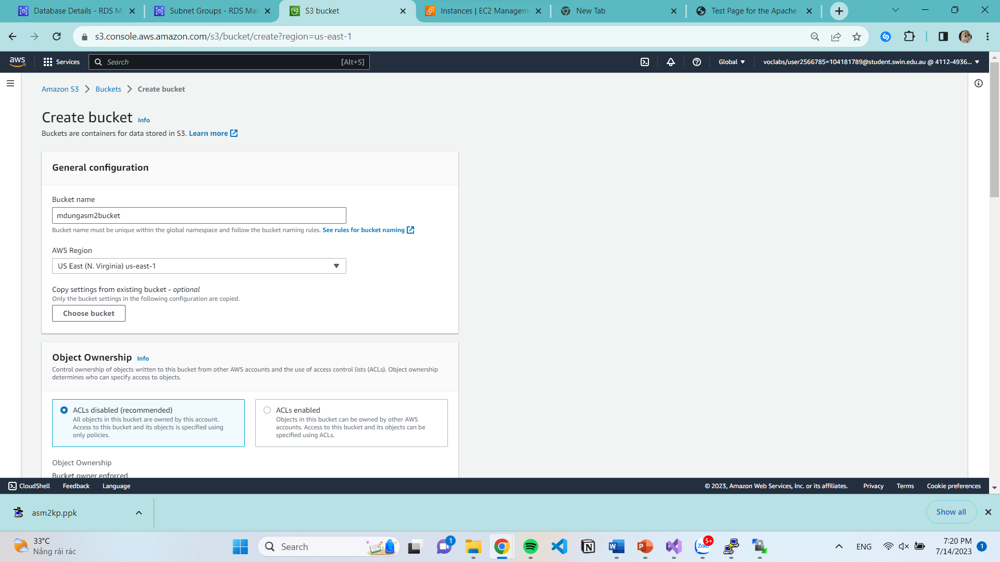 Database Details - RDS Ma
Subnet Groups - RDS Man
S3 bucket
Instances | EC2 Managem
New Tab
Test Page for the Apache
s3.console.aws.amazon.com/s3/bucket/create?region=us-east-1
aws
Services
Search
[Alt+S]
Global
voclabs/user2566785=104181789@student.swin.edu.au @ 4112-4936...
Amazon S3
Buckets
Create bucket
Create bucket Info
Buckets are containers for data stored in S3. Learn more
General configuration
Bucket name
mdungasm2bucket
Bucket name must be unique within the global namespace and follow the bucket naming rules. See rules for bucket naming
AWS Region
US East (N. Virginia) us-east-1
Copy settings from existing bucket - optional
Only the bucket settings in the following configuration are copied.
Choose bucket
Object Ownership Info
Control ownership of objects written to this bucket from other AWS accounts and the use of access control lists (ACLs). Object ownership
determines who can specify access to objects.
ACLs disabled (recommended)
All objects in this bucket are owned by this account.
Access to this bucket and its objects is specified using
only policies.
ACLs enabled
Objects in this bucket can be owned by other AWS
accounts. Access to this bucket and its objects can be
specified using ACLs.
Object Ownership
Bucket owner enforced
CloudShell
Feedback
Language
© 2023, Amazon Web Services, Inc. or its affiliates.
Privacy
Terms
Cookie preferences
asm2kp.ppk
Show all
33°C
Nắng rải rác
Search
1
5+
Zalo
ENG
7:20 PM
7/14/2023
1